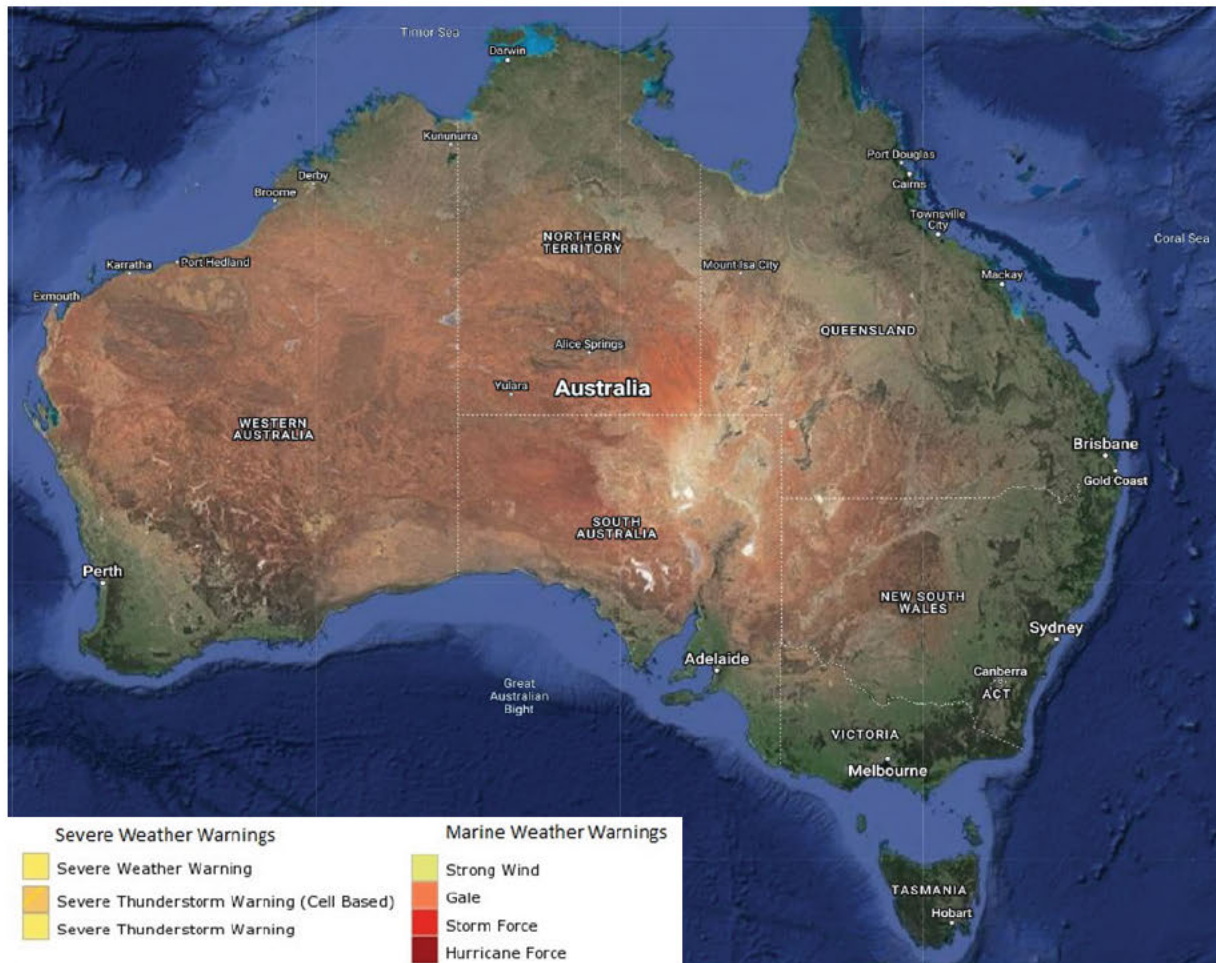 Timor Sea
Darwin
Kununurra
Port Douglas
Derby
Cairns
Broome
Townsville
City
NORTHERN
TERRITORY
Coral Sea
Port Hedland
Karratha
Mount Isa City
Mackay
Exmouth
QUEENSLAND
Alice Springs
Yulara
Australia
WESTERN
AUSTRALIA
Brisbane
Gold Coast
SOUTH
AUSTRALIA
Perth
NEW SOUTH
WALES
Sydney
Adelaide
Canberra
Great
Australian
Bight
ACT
VICTORIA
Melbourne
Severe Weather Warnings
Severe Weather Warning
Severe Thunderstorm Warning (Cell Based)
Severe Thunderstorm Warning
Marine Weather Warnings
Strong Wind
Gale
Storm Force
Hurricane Force
TASMANIA
Hobart